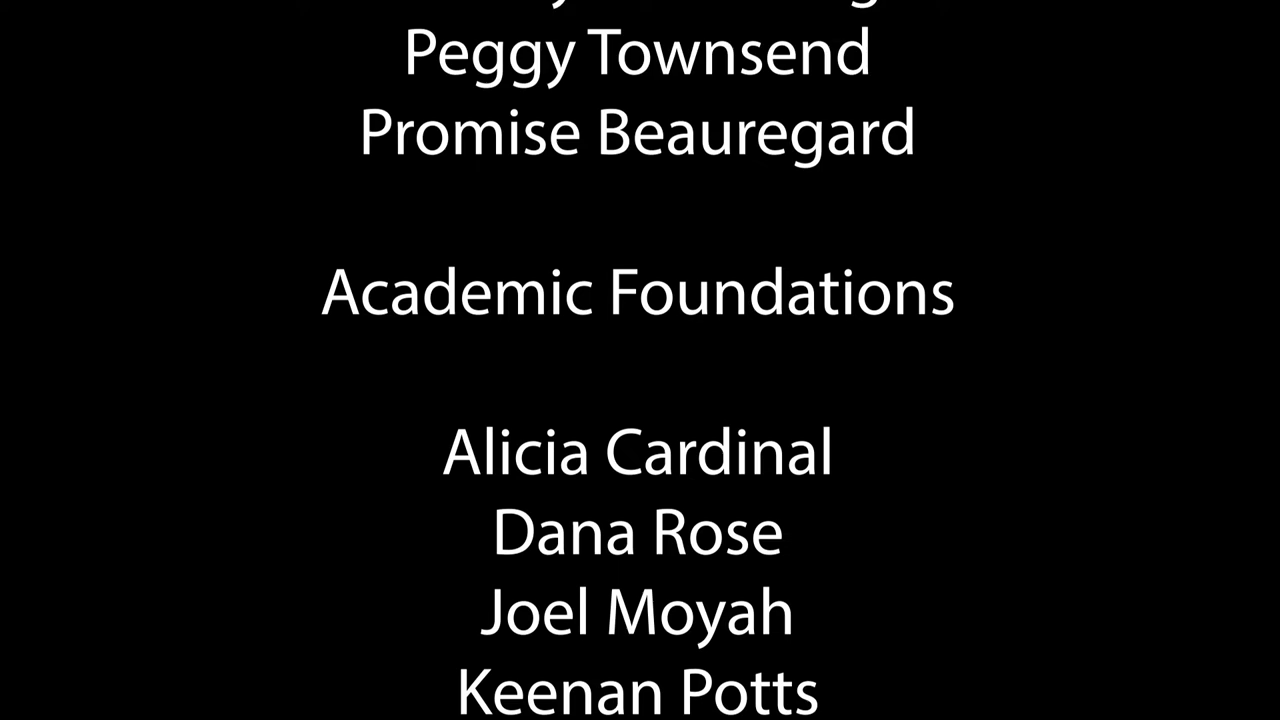 Peggy Townsend
Promise Beauregard
Academic Foundations
Alicia Cardinal
Dana Rose
Joel Moyah
Keenan Potts